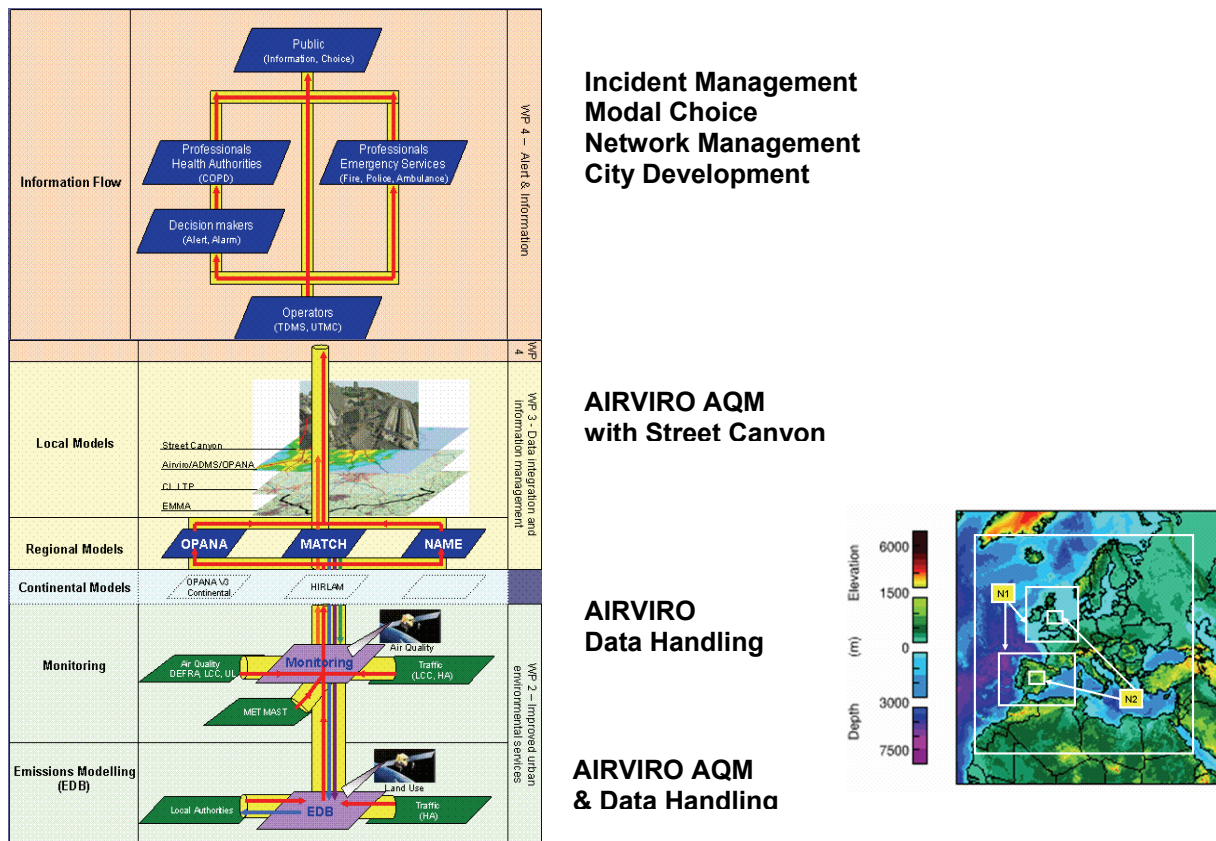 Public
(Information, Choice)
Professionals
Health Authorities
(COPD)
Professionals
Emergency Services
(Fire, Police, Ambulance)
Information Flow
Decision makers
(Alert, Alarm)
Operators
(TDMS, UTMC)
WP 4 – Alert & Information
WP
4
Local Models
Street Canyon
Airviro/ADMS/OPANA
EMMA
WP 3 - Data integration and
information management
Regional Models
OPANA
MATCH
NAME
Continental Models
OPANA V3
Continental
HIRLAM
Monitoring
Air Quality
Monitoring
Air Quality
DEFRA, LCC, UL
Traffic
(LCC, HA)
MET MAST
WP 2 – Improved urban
environmental services
Emissions Modelling
(EDB)
Land Use
Local Authorities
EDB
Traffic
(HA)
Incident Management
Modal Choice
Network Management
City Development
AIRVIRO AQM
with Street Canyon
AIRVIRO
Data Handling
AIRVIRO AQM
& Data Handling
Elevation
(m)
Depth
6000
1500
0
3000
7500
N1
N2